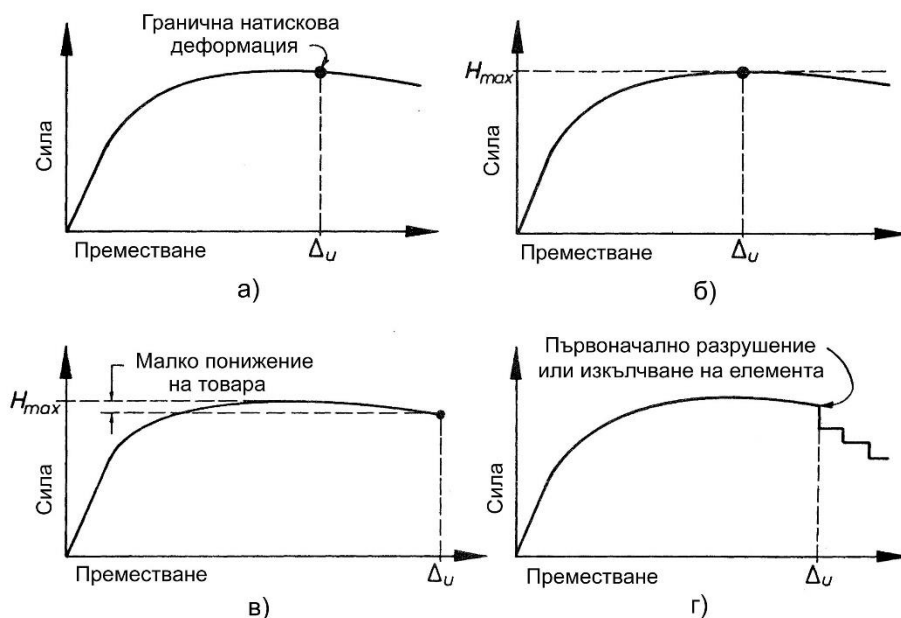 Гранична натискова
деформация
Сила
Преместване
Δu
а)
Hmax
Сила
Преместване
Δu
б)
Малко понижение
на товара
Hmax
Сила
Преместване
Δu
в)
Първоначално разрушение
или изкълчване на елемента
Сила
Преместване
Δu
г)